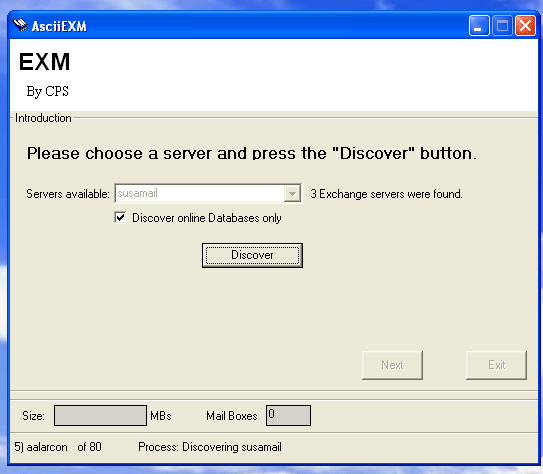 AsciiEXM
EXM
By CPS
Introduction
Please choose a server and press the "Discover" button.
Servers available: susamail 3 Exchange servers were found.
Discover online Databases only
Discover
Next Exit
Size: MBs Mail Boxes 0
5) aalarcon of 80 Process: Discovering susamail